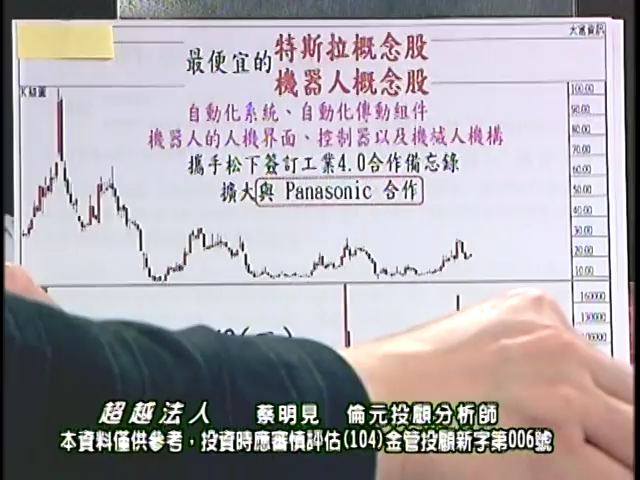 大富資訊
最便宜的
特斯拉概念股
機器人概念股
K線圖
自動化系統、自動化傳動組件
機器人的人機界面、控制器以及機械人機構
攜手松下簽訂工業4.0合作備忘錄
擴大與 Panasonic 合作
100.00
90.00
80.00
70.00
60.00
50.00
40.00
30.00
20.00
10.00
160000
130000
100000
超越法人 蔡明見 倫元投顧分析師
本資料僅供參考，投資時應審慎評估(104)金管投顧新字第006號